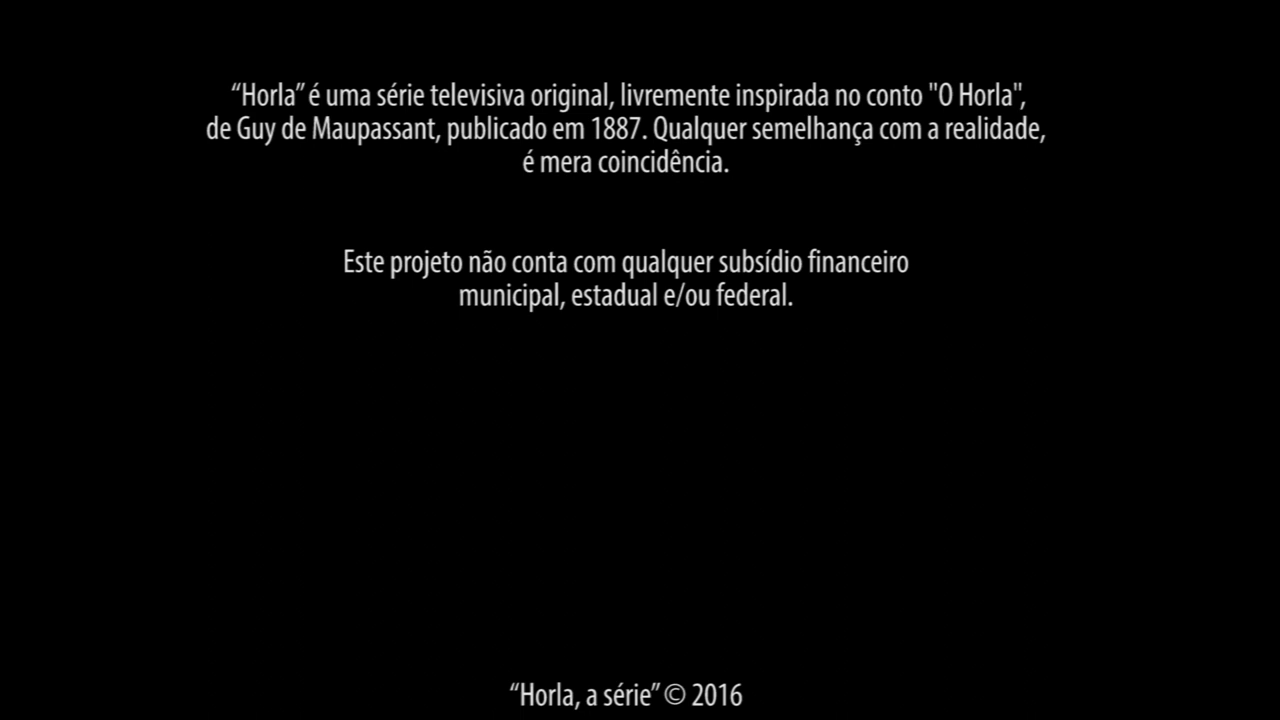 “Horla” é uma série televisiva original, livremente inspirada no conto "O Horla",
de Guy de Maupassant, publicado em 1887. Qualquer semelhança com a realidade,
é mera coincidência.
Este projeto não conta com qualquer subsídio financeiro
municipal, estadual e/ou federal.
“Horla, a série” © 2016